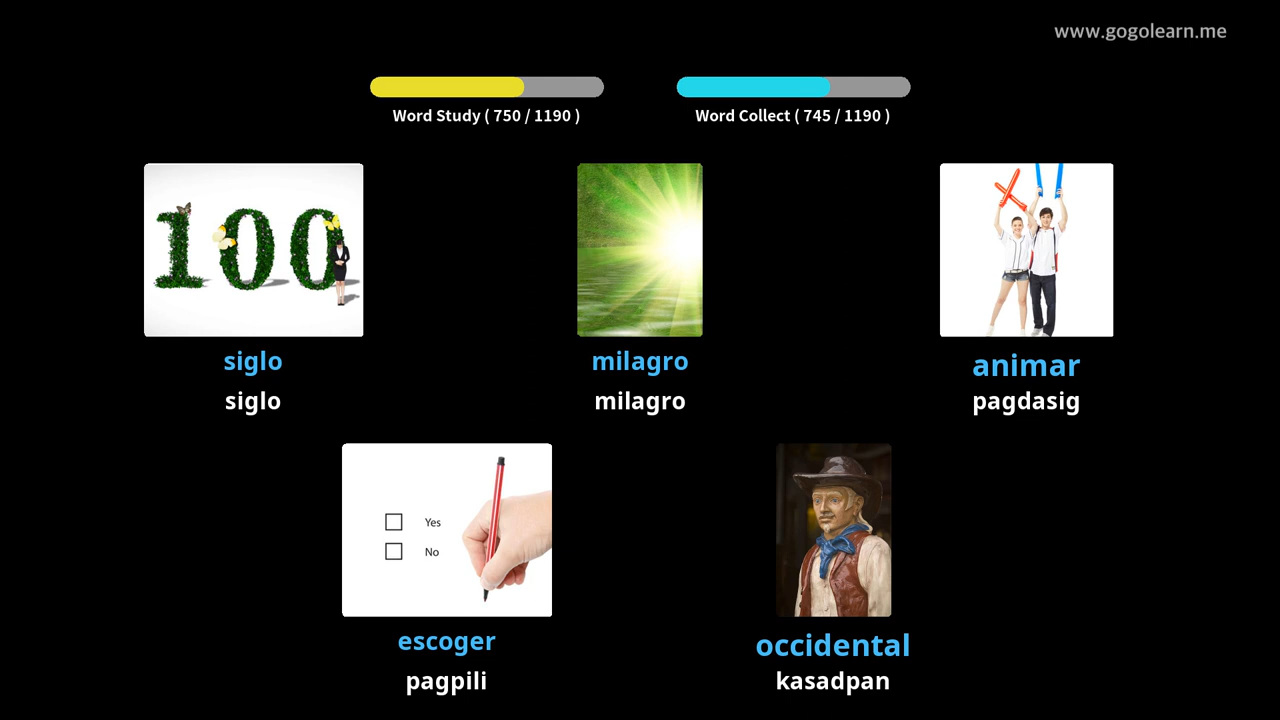 www.gogolearn.me
Word Study ( 750 / 1190 )
Word Collect ( 745 / 1190 )
100
siglo
siglo
milagro
milagro
animar
pagdasig
Yes
No
escoger
pagpili
occidental
kasadpan